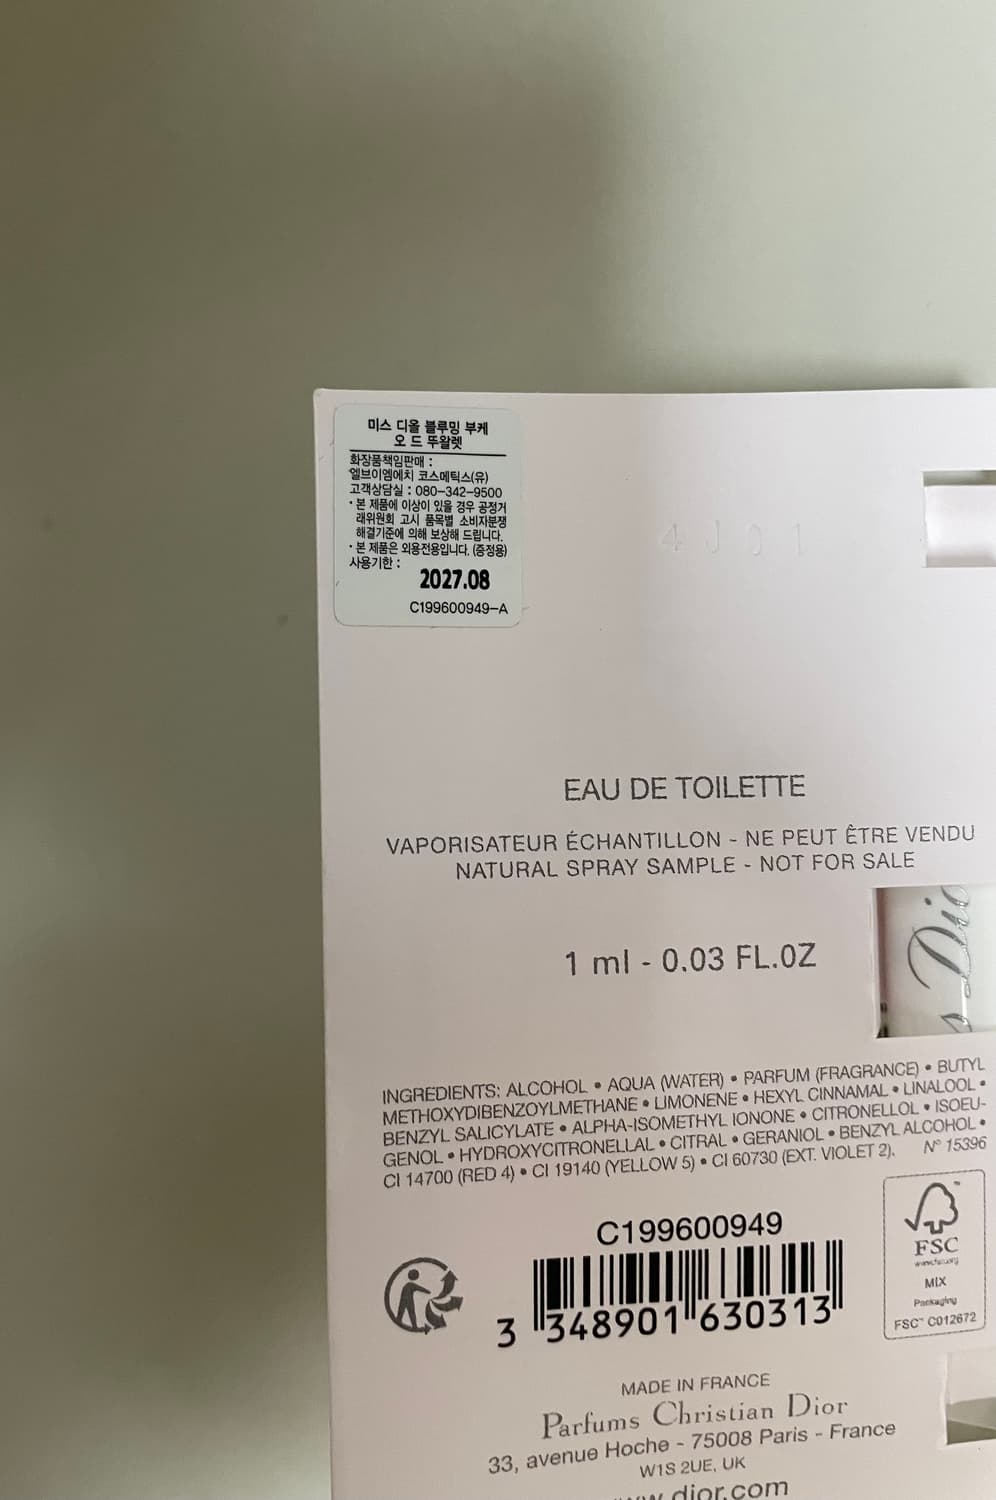 미스 디올 블루밍 부케
오 드 뚜왈렛
화장품책임판매 :
엘브이엠에치 코스메틱스(유)
고객상담실 : 080-342-9500
· 본 제품에 이상이 있을 경우 공정거
래위원회 고시 품목별 소비자분쟁
해결기준에 의해 보상해 드립니다.
· 본 제품은 외용전용입니다. (증정용)
사용기한 :
2027.08
C199600949-A
4J01
EAU DE TOILETTE
VAPORISATEUR ÉCHANTILLON - NE PEUT ÊTRE VENDU
NATURAL SPRAY SAMPLE - NOT FOR SALE
1 ml - 0.03 FL.OZ
INGREDIENTS: ALCOHOL • AQUA (WATER) • PARFUM (FRAGRANCE) • BUTYL
METHOXYDIBENZOYLMETHANE • LIMONENE • HEXYL CINNAMAL • LINALOOL •
BENZYL SALICYLATE • ALPHA-ISOMETHYL IONONE • CITRONELLOL • ISOEU-
GENOL • HYDROXYCITRONELLAL • CITRAL • GERANIOL • BENZYL ALCOHOL •
CI 14700 (RED 4) • CI 19140 (YELLOW 5) • CI 60730 (EXT. VIOLET 2). N° 15396
C199600949
3 348901 630313
FSC
www.fsc.org
MIX
Packaging
FSC™ C012672
MADE IN FRANCE
Parfums Christian Dior
33, avenue Hoche - 75008 Paris - France
W1S 2UE, UK
dior.com